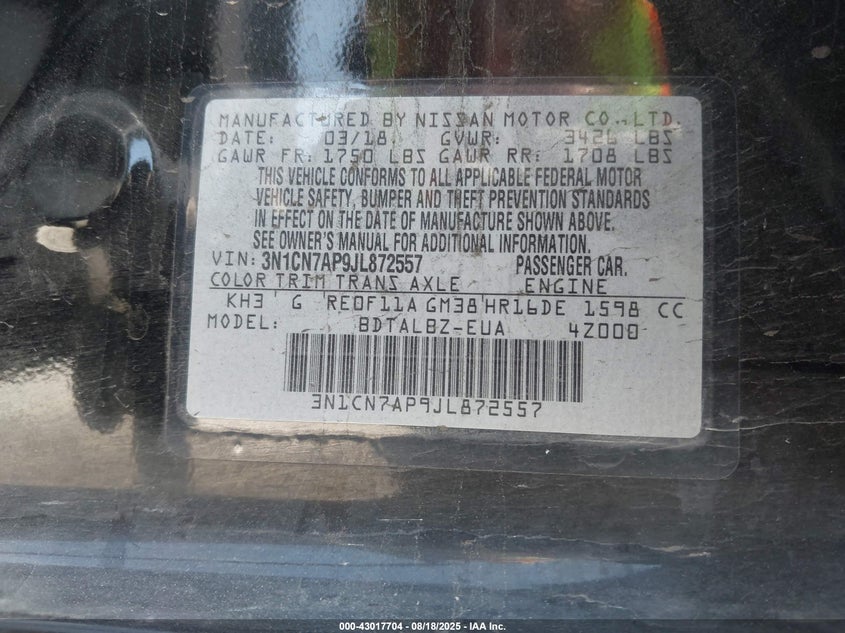 MANUFACTURED BY NISSAN MOTOR CO., LTD.
DATE: 03/18 GVWR: 3426 LBS
GAWR FR: 1750 LBS GAWR RR: 1708 LBS
THIS VEHICLE CONFORMS TO ALL APPLICABLE FEDERAL MOTOR
VEHICLE SAFETY, BUMPER AND THEFT PREVENTION STANDARDS
IN EFFECT ON THE DATE OF MANUFACTURE SHOWN ABOVE.
SEE OWNER'S MANUAL FOR ADDITIONAL INFORMATION.
VIN: 3N1CN7AP9JL872557 PASSENGER CAR.
COLOR TRIM TRANS AXLE ENGINE
KH3 G RE0F11A GM38 HR16DE 1598 CC
MODEL: BDTALBZ-EUA 4Z000
3N1CN7AP9JL872557
000-43017704 | 08/18/2025 - IAA Inc.